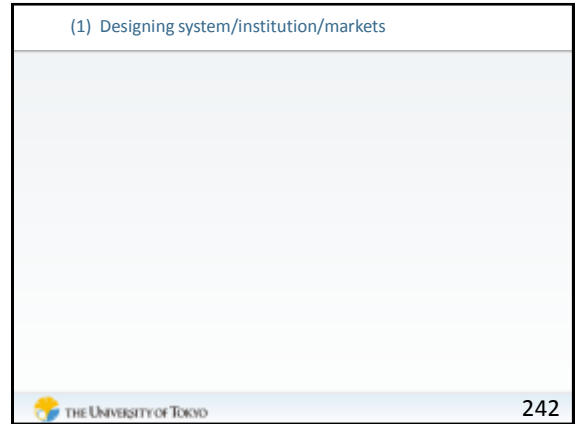 (1) Designing system/institution/markets
THE UNIVERSITY OF TOKYO
242